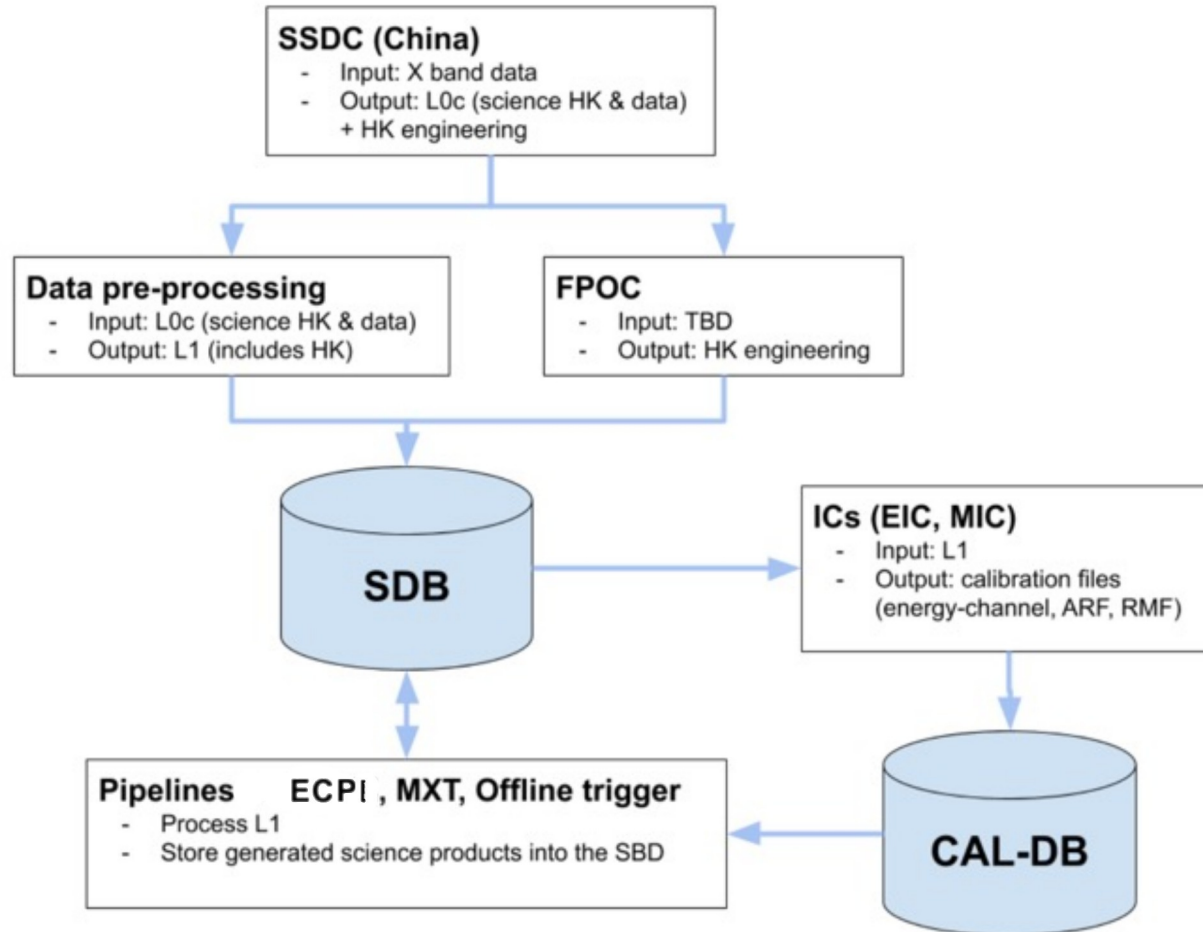 SSDC (China)
- Input: X band data
- Output: L0c (science HK & data)
+ HK engineering
Data pre-processing
- Input: L0c (science HK & data)
- Output: L1 (includes HK)
FPOC
- Input: TBD
- Output: HK engineering
SDB
ICs (EIC, MIC)
- Input: L1
- Output: calibration files
(energy-channel, ARF, RMF)
Pipelines ECPI , MXT, Offline trigger
- Process L1
- Store generated science products into the SBD
CAL-DB